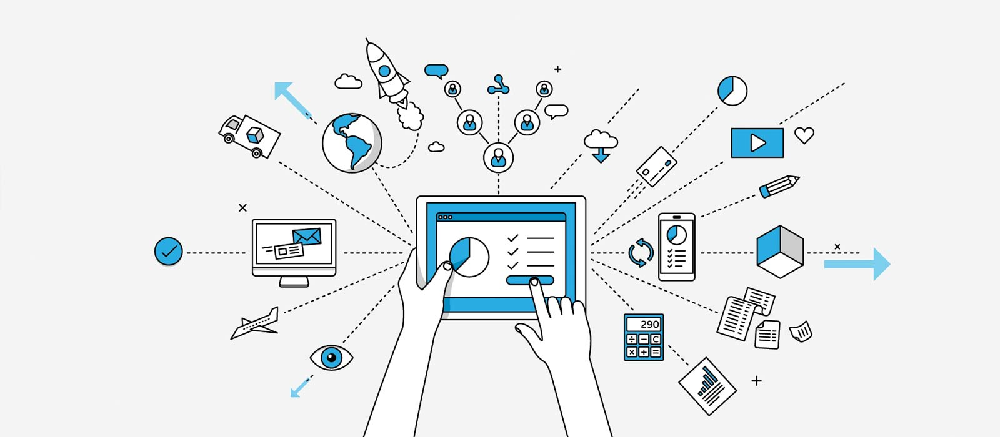 290
÷ − C
× + =